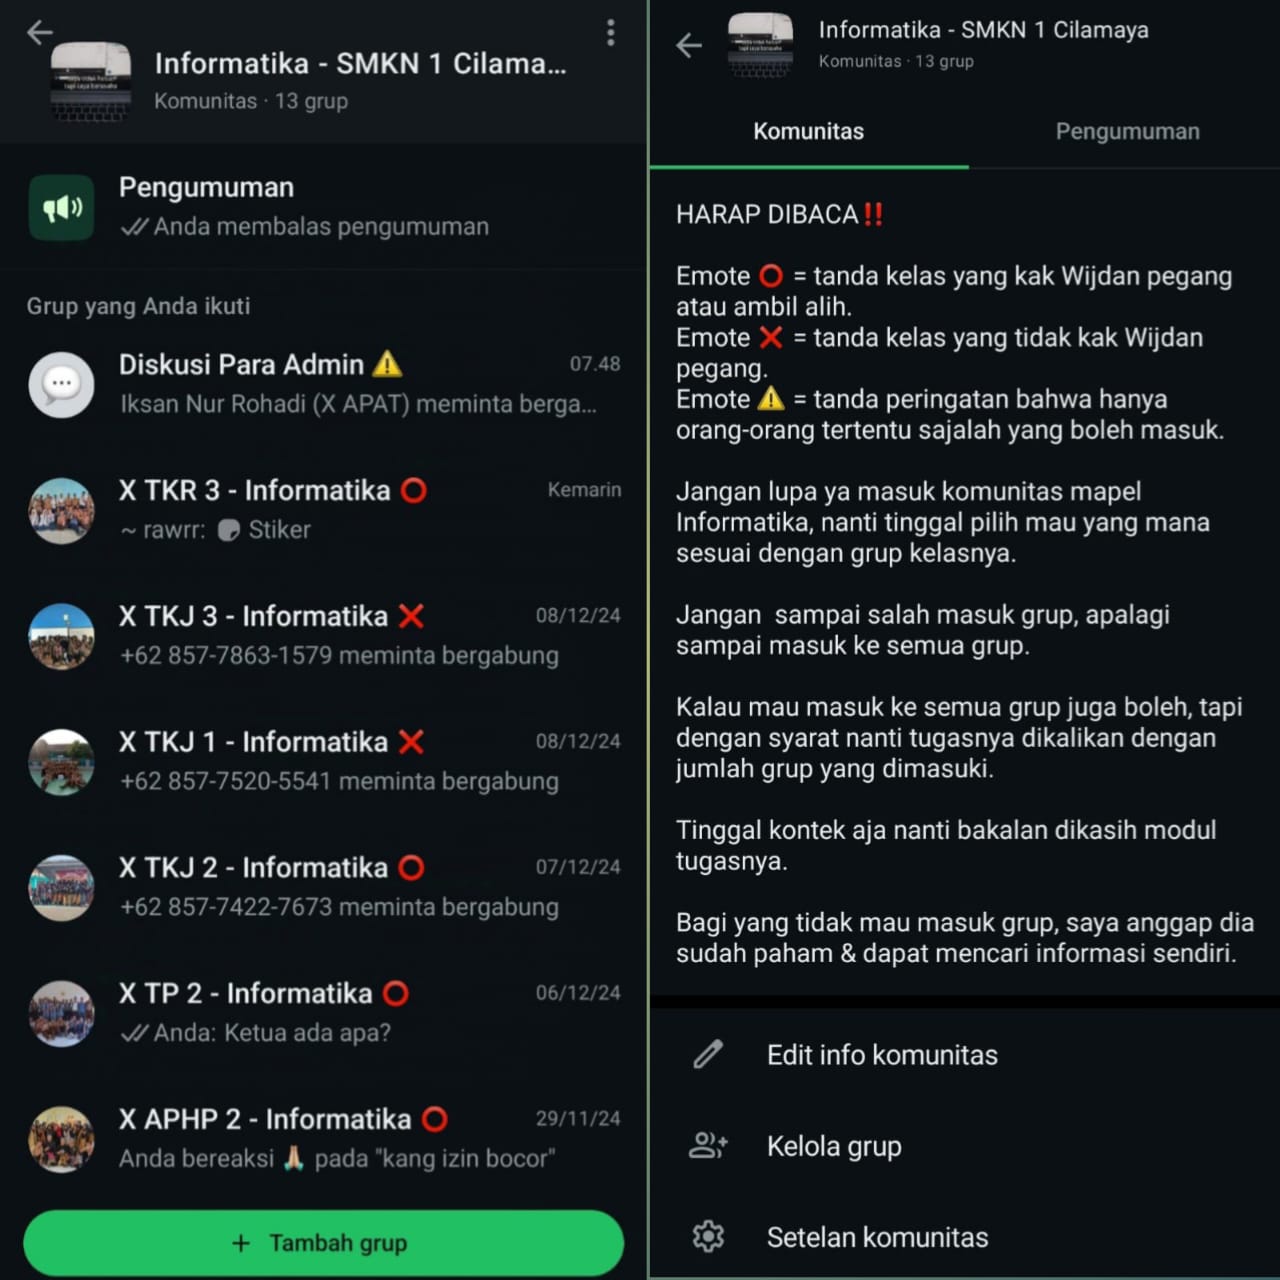 Informatika - SMKN 1 Cilama...
Komunitas · 13 grup
Pengumuman
Anda membalas pengumuman
Grup yang Anda ikuti
Diskusi Para Admin ⚠️
07.48
Iksan Nur Rohadi (X APAT) meminta berga...
X TKR 3 - Informatika ⭕
Kemarin
~ rawrr: Stiker
X TKJ 3 - Informatika ❌
08/12/24
+62 857-7863-1579 meminta bergabung
X TKJ 1 - Informatika ❌
08/12/24
+62 857-7520-5541 meminta bergabung
X TKJ 2 - Informatika ⭕
07/12/24
+62 857-7422-7673 meminta bergabung
X TP 2 - Informatika ⭕
06/12/24
Anda: Ketua ada apa?
X APHP 2 - Informatika ⭕
29/11/24
Anda bereaksi 🙏🏼 pada "kang izin bocor"
+ Tambah grup
Informatika - SMKN 1 Cilamaya
Komunitas · 13 grup
Komunitas
Pengumuman
HARAP DIBACA‼️
Emote ⭕ = tanda kelas yang kak Wijdan pegang
atau ambil alih.
Emote ❌ = tanda kelas yang tidak kak Wijdan
pegang.
Emote ⚠️ = tanda peringatan bahwa hanya
orang-orang tertentu sajalah yang boleh masuk.
Jangan lupa ya masuk komunitas mapel
Informatika, nanti tinggal pilih mau yang mana
sesuai dengan grup kelasnya.
Jangan  sampai salah masuk grup, apalagi
sampai masuk ke semua grup.
Kalau mau masuk ke semua grup juga boleh, tapi
dengan syarat nanti tugasnya dikalikan dengan
jumlah grup yang dimasuki.
Tinggal kontek aja nanti bakalan dikasih modul
tugasnya.
Bagi yang tidak mau masuk grup, saya anggap dia
sudah paham & dapat mencari informasi sendiri.
Edit info komunitas
Kelola grup
Setelan komunitas